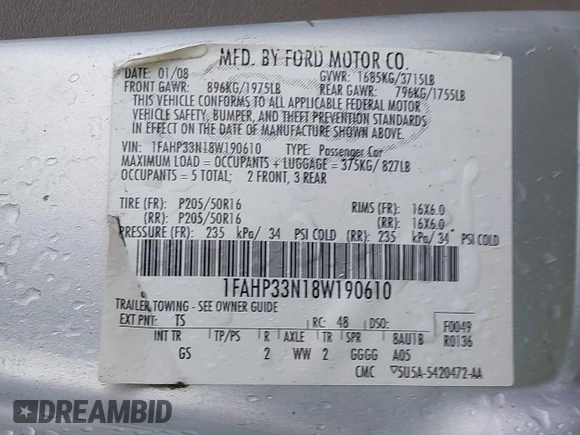 MFD. BY FORD MOTOR CO.
DATE: 01/08 GVWR: 1685KG/3715LB
FRONT GAWR: 896KG/1975LB REAR GAWR: 796KG/1755LB
THIS VEHICLE CONFORMS TO ALL APPLICABLE FEDERAL MOTOR
VEHICLE SAFETY, BUMPER, AND THEFT PREVENTION STANDARDS
IN EFFECT ON THE DATE OF MANUFACTURE SHOWN ABOVE.
VIN: 1FAHP33N18W190610 TYPE: Passenger Car
MAXIMUM LOAD = OCCUPANTS + LUGGAGE = 375KG/827LB
OCCUPANTS = 5 TOTAL; 2 FRONT, 3 REAR
TIRE (FR): P205/50R16 RIMS (FR): 16X6.0
(RR): P205/50R16 (RR): 16X6.0
PRESSURE (FR): 235 kPa/ 34 PSI COLD (RR): 235 kPa/ 34 PSI COLD
1FAHP33N18W190610
TRAILER TOWING - SEE OWNER GUIDE
EXT PNT: TS RC: 48 DSO: F0049
INT TR TP/PS R AXLE TR SPR 8AU1B R0136
GS 2 WW 2 GGGG A05
CMC 5U5A-5420472-AA
AUTOBIDMASTER